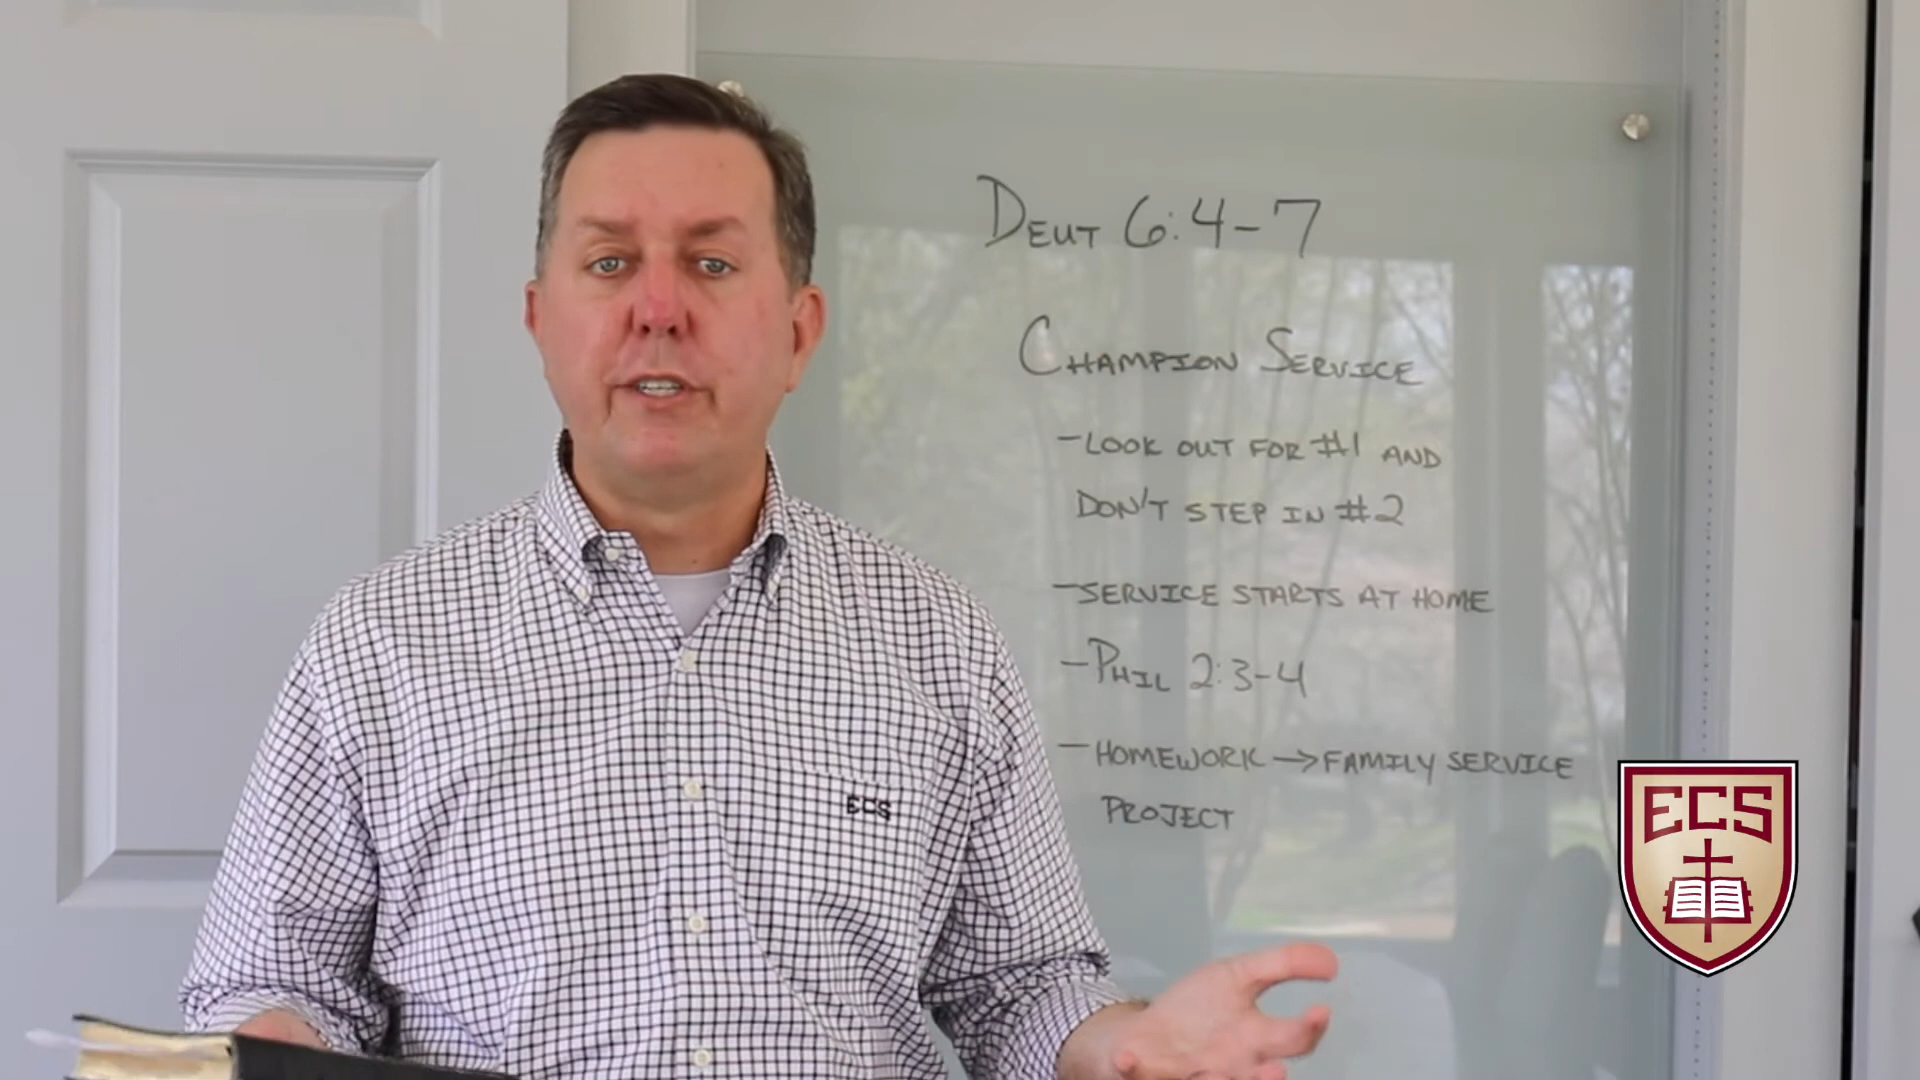 DEUT 6:4-7
CHAMPION SERVICE
-LOOK OUT FOR #1 AND
DON'T STEP IN #2
-SERVICE STARTS AT HOME
-PHIL 2:3-4
-HOMEWORK → FAMILY SERVICE
PROJECT
ECS
ECS